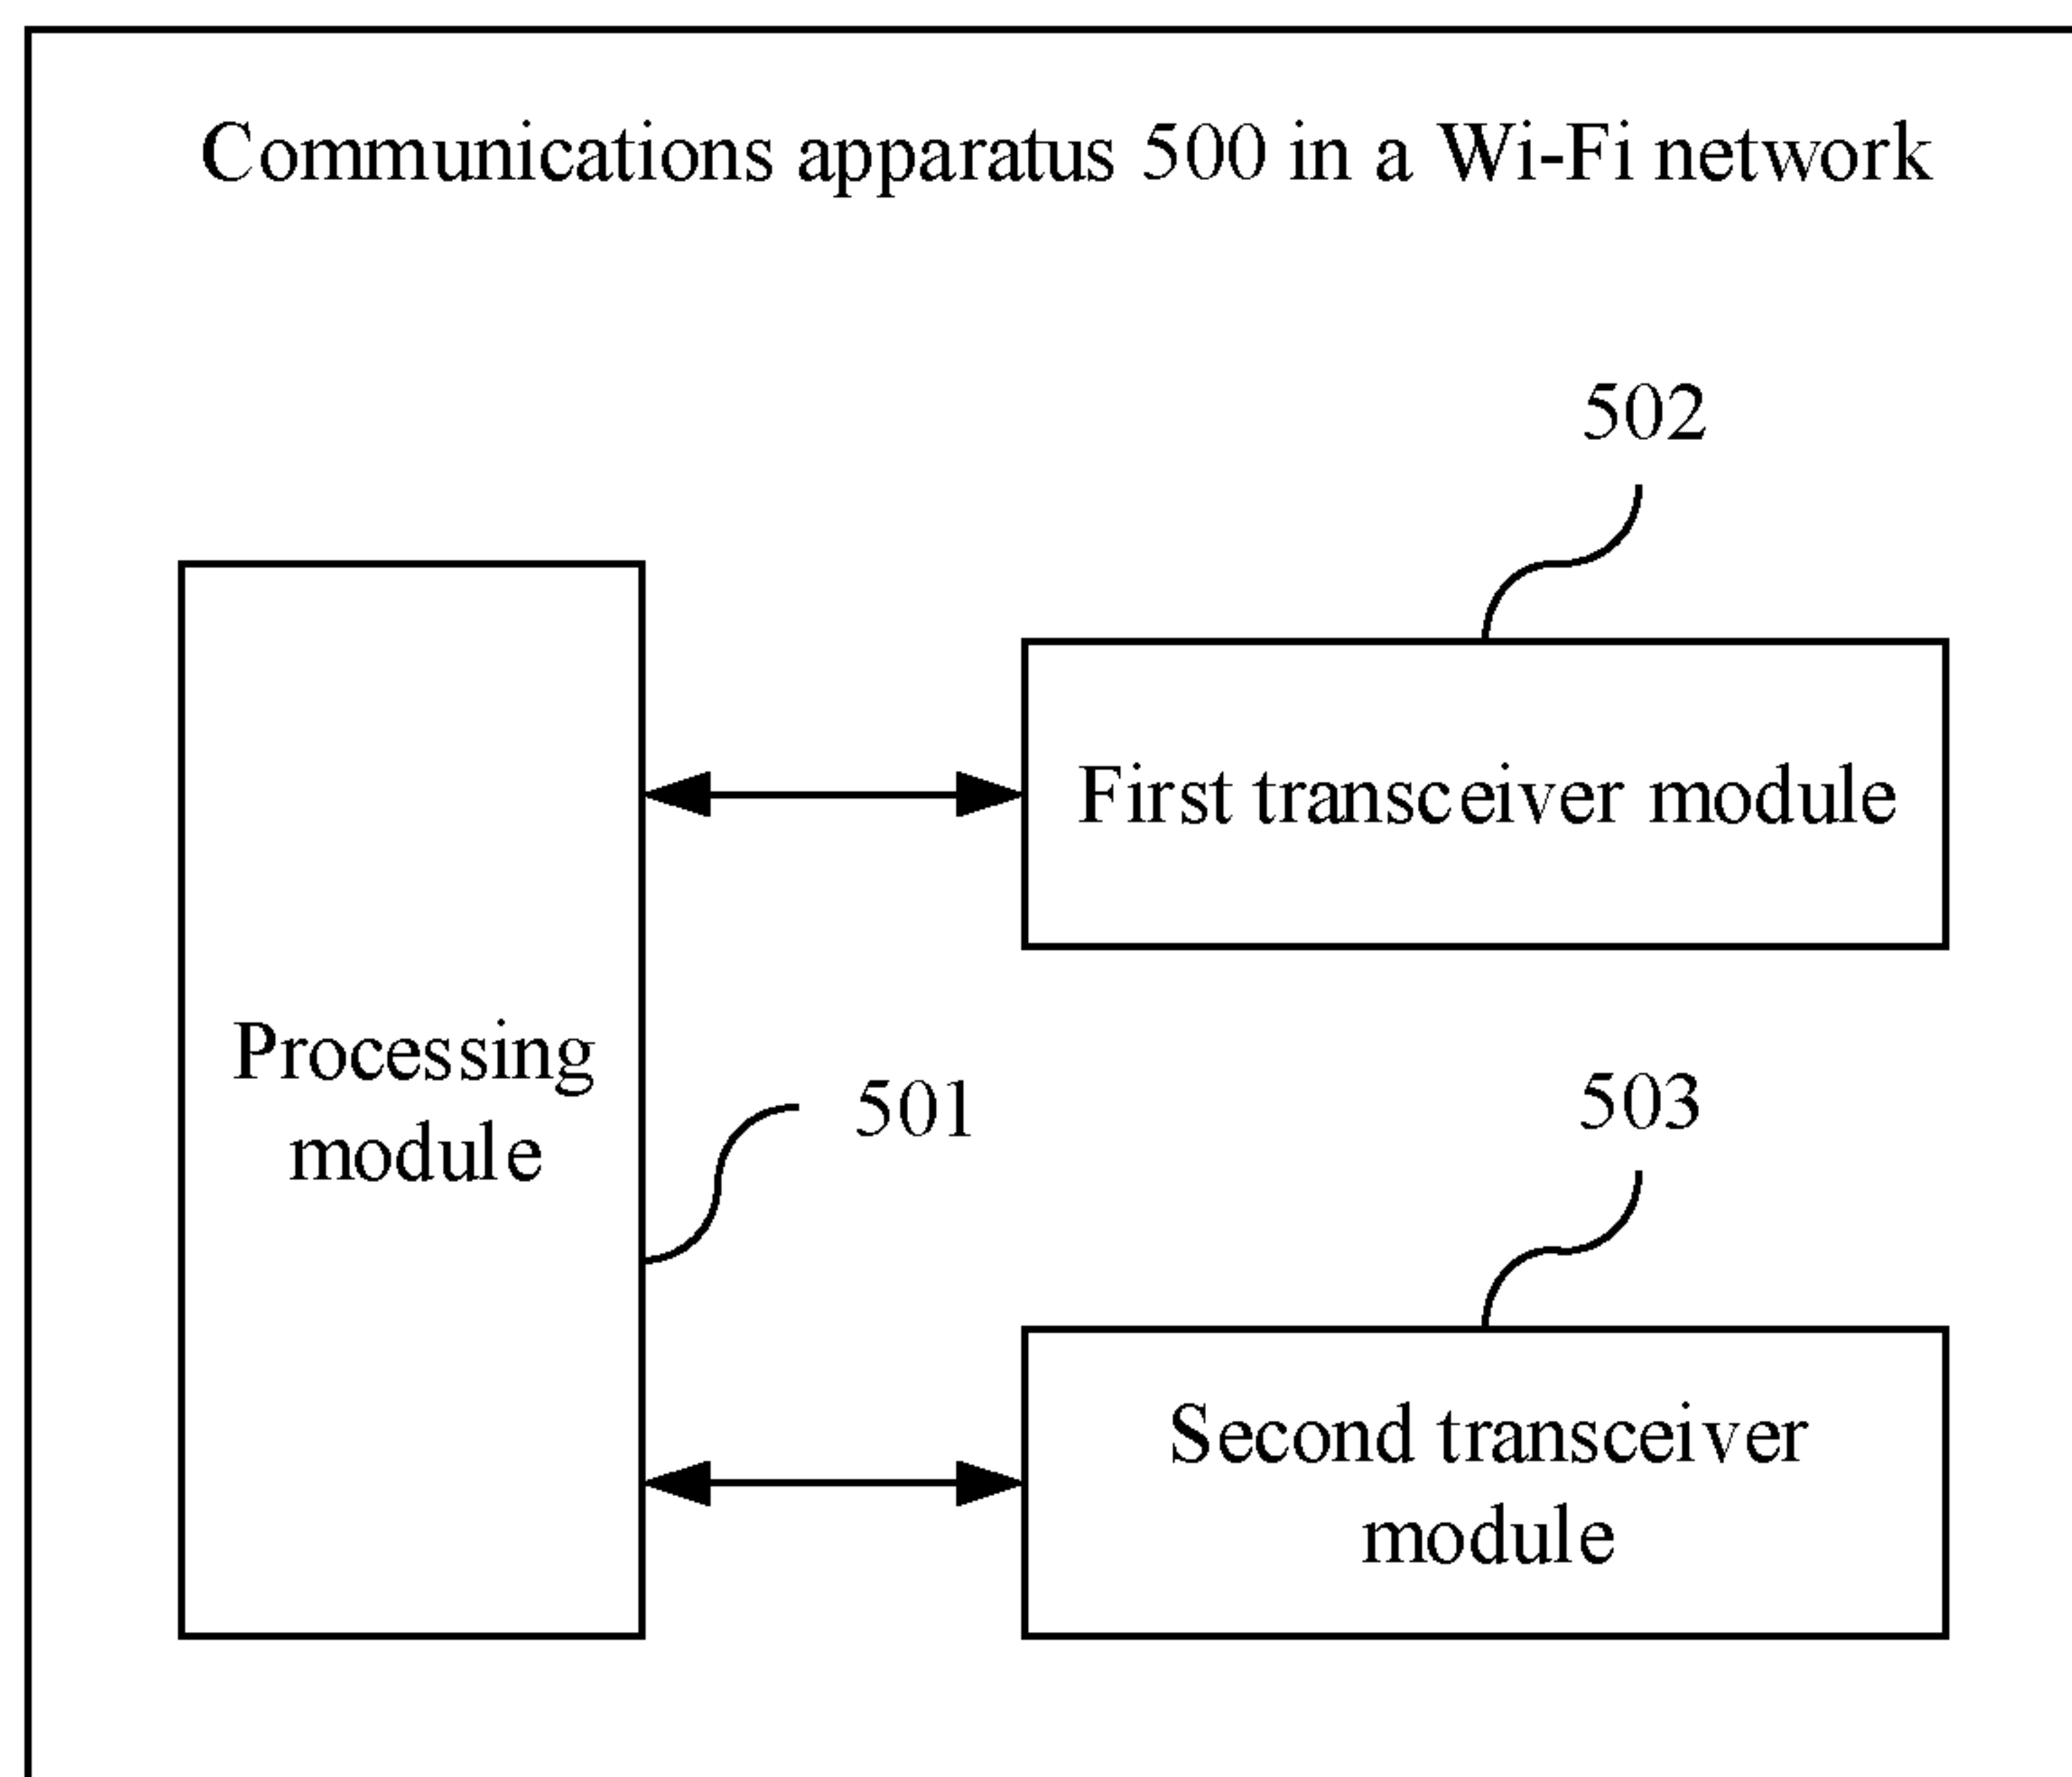 Communications apparatus 500 in a Wi-Fi network
502
First transceiver module
Processing
module
501
503
Second transceiver
module